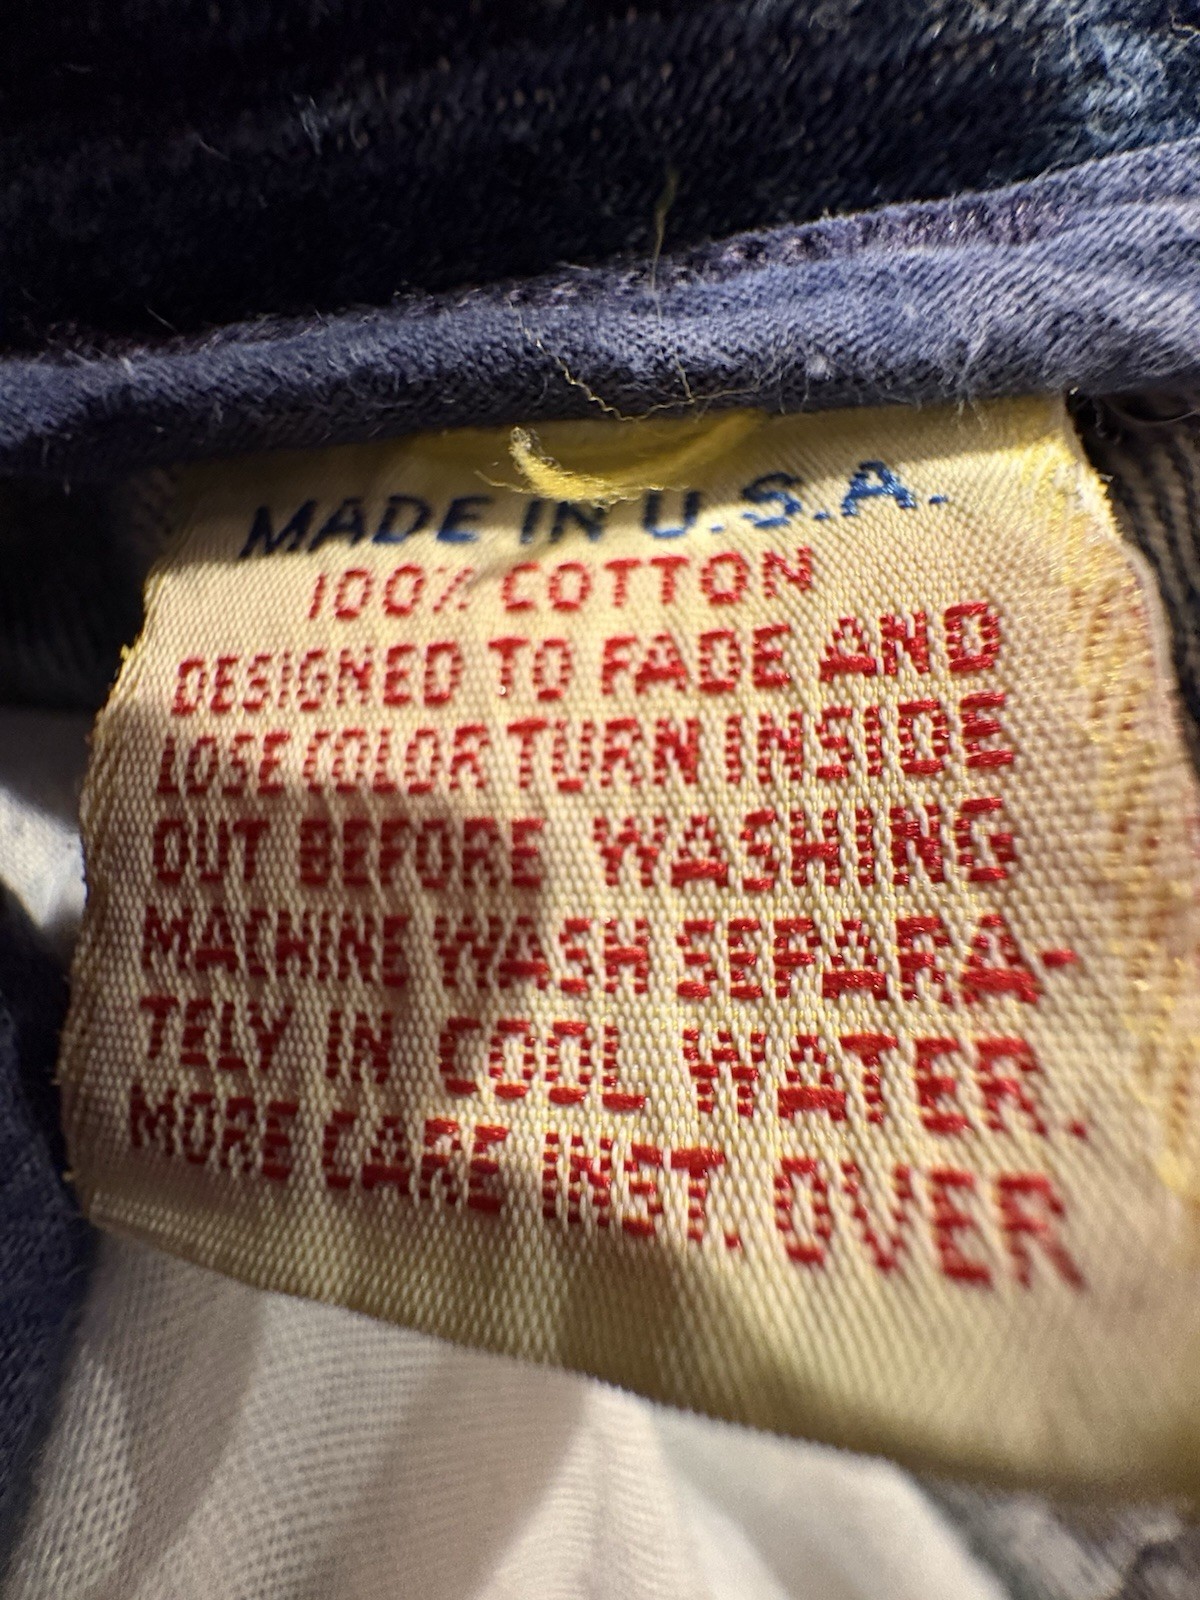 MADE IN U.S.A.
100% COTTON
DESIGNED TO FADE AND
LOSE COLOR TURN INSIDE
OUT BEFORE WASHING
MACHINE WASH SEPARA-
TELY IN COOL WATER.
MORE CARE INST. OVER